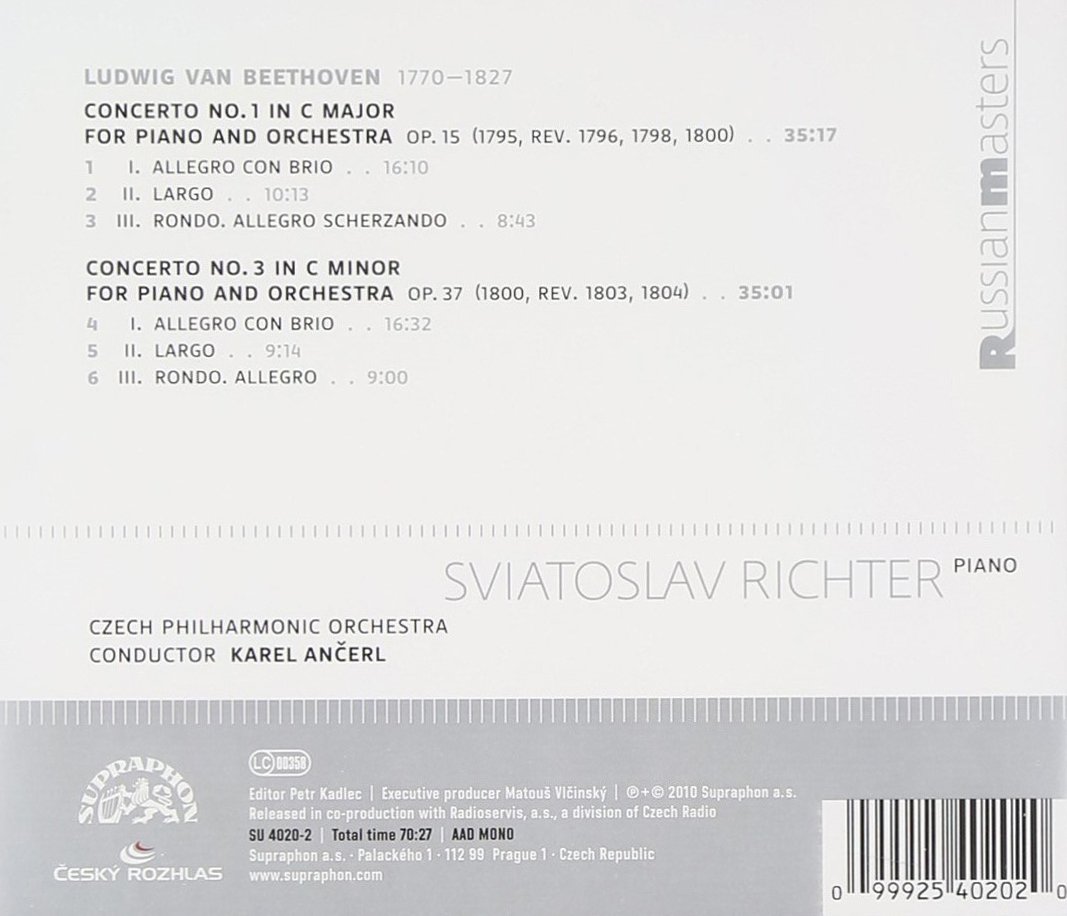 LUDWIG VAN BEETHOVEN 1770–1827
CONCERTO NO. 1 IN C MAJOR
FOR PIANO AND ORCHESTRA OP. 15 (1795, REV. 1796, 1798, 1800) . . 35:17
1 I. ALLEGRO CON BRIO . . 16:10
2 II. LARGO . . 10:13
3 III. RONDO. ALLEGRO SCHERZANDO . . 8:43
CONCERTO NO. 3 IN C MINOR
FOR PIANO AND ORCHESTRA OP. 37 (1800, REV. 1803, 1804) . . 35:01
4 I. ALLEGRO CON BRIO . . 16:32
5 II. LARGO . . 9:14
6 III. RONDO. ALLEGRO . . 9:00
Russianmasters
SVIATOSLAV RICHTER PIANO
CZECH PHILHARMONIC ORCHESTRA
CONDUCTOR KAREL ANČERL
SUPRAPHON
ČESKÝ ROZHLAS
LC 00358
Editor Petr Kadlec | Executive producer Matouš Vlčinský | ℗+© 2010 Supraphon a.s.
Released in co-production with Radioservis, a.s., a division of Czech Radio
SU 4020-2 | Total time 70:27 | AAD MONO
Supraphon a.s. · Palackého 1 · 112 99 Prague 1 · Czech Republic
www.supraphon.com
0 99925 40202 0